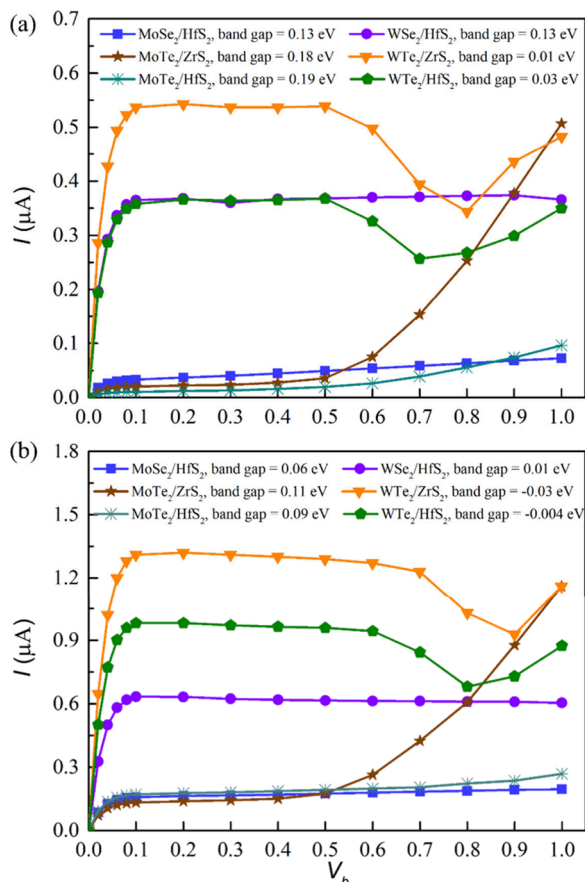 (a)
MoSe₂/HfS₂, band gap = 0.13 eV WSe₂/HfS₂, band gap = 0.13 eV
MoTe₂/ZrS₂, band gap = 0.18 eV WTe₂/ZrS₂, band gap = 0.01 eV
MoTe₂/HfS₂, band gap = 0.19 eV WTe₂/HfS₂, band gap = 0.03 eV
0.7
0.6
0.5
0.4
0.3
0.2
0.1
0.0
I (μA)
0.0 0.1 0.2 0.3 0.4 0.5 0.6 0.7 0.8 0.9 1.0
(b)
MoSe₂/HfS₂, band gap = 0.06 eV WSe₂/HfS₂, band gap = 0.01 eV
MoTe₂/ZrS₂, band gap = 0.11 eV WTe₂/ZrS₂, band gap = -0.03 eV
MoTe₂/HfS₂, band gap = 0.09 eV WTe₂/HfS₂, band gap = -0.004 eV
1.8
1.5
1.2
0.9
0.6
0.3
0.0
I (μA)
0.0 0.1 0.2 0.3 0.4 0.5 0.6 0.7 0.8 0.9 1.0
V_b